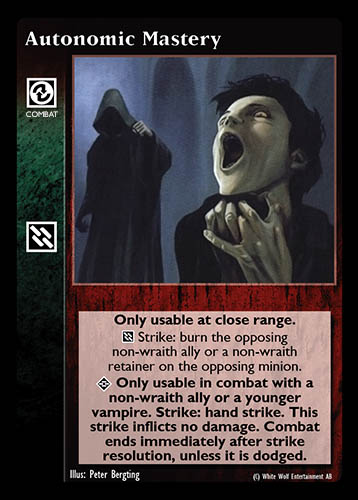 Autonomic Mastery
COMBAT
Only usable at close range.
Strike: burn the opposing
non-wraith ally or a non-wraith
retainer on the opposing minion.
Only usable in combat with a
non-wraith ally or a younger
vampire. Strike: hand strike. This
strike inflicts no damage. Combat
ends immediately after strike
resolution, unless it is dodged.
Illus: Peter Bergting
(C) White Wolf Entertainment AB